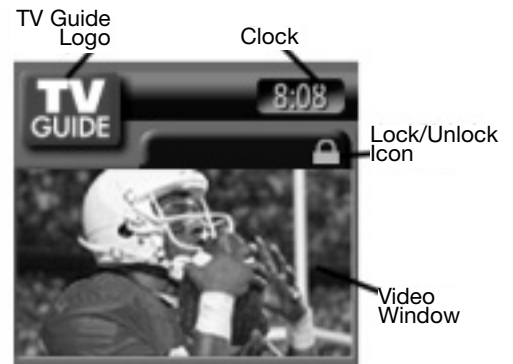 TV Guide
Logo
Clock
TV
GUIDE
8:08
Lock/Unlock
Icon
Video
Window